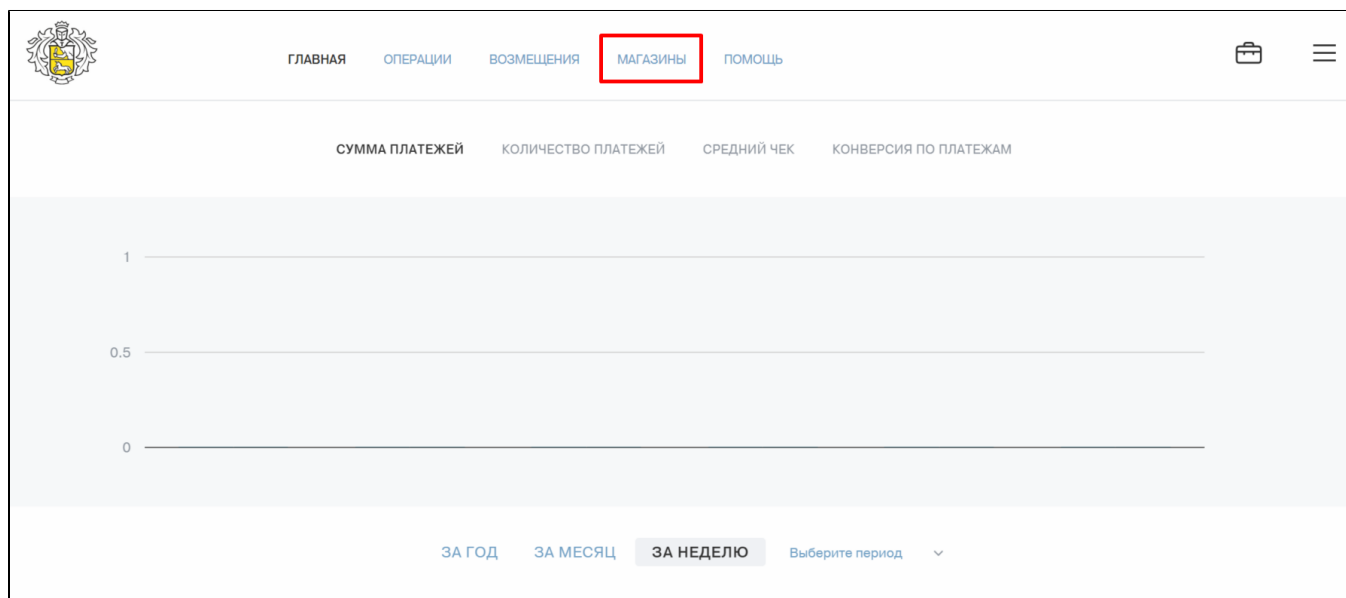 ГЛАВНАЯ ОПЕРАЦИИ ВОЗМЕЩЕНИЯ МАГАЗИНЫ ПОМОЩЬ
СУММА ПЛАТЕЖЕЙ КОЛИЧЕСТВО ПЛАТЕЖЕЙ СРЕДНИЙ ЧЕК КОНВЕРСИЯ ПО ПЛАТЕЖАМ
1
0.5
0
ЗА ГОД ЗА МЕСЯЦ ЗА НЕДЕЛЮ Выберите период